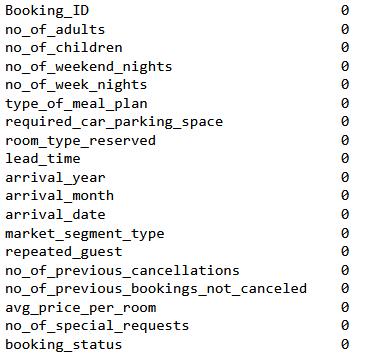 Booking_ID 0
no_of_adults 0
no_of_children 0
no_of_weekend_nights 0
no_of_week_nights 0
type_of_meal_plan 0
required_car_parking_space 0
room_type_reserved 0
lead_time 0
arrival_year 0
arrival_month 0
arrival_date 0
market_segment_type 0
repeated_guest 0
no_of_previous_cancellations 0
no_of_previous_bookings_not_canceled 0
avg_price_per_room 0
no_of_special_requests 0
booking_status 0